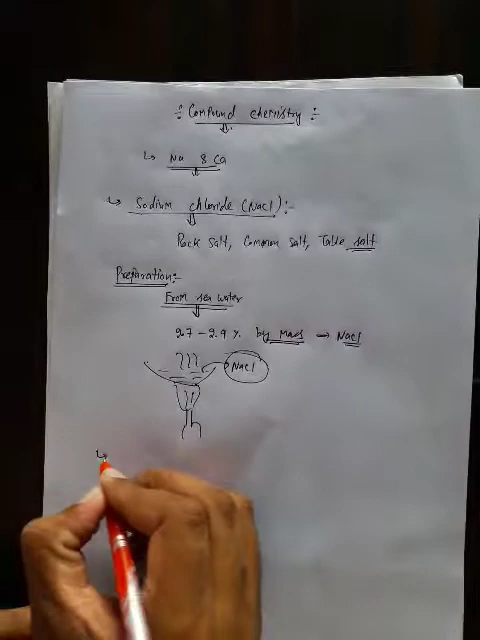 ÷ Compound chemistry :-
↳ Na & Ca
↳ Sodium chloride (NaCl) :-
Rock salt, Common salt, Table salt
Preparation:-
From sea water
2.7 – 2.9 % by Mass → NaCl
NaCl
↳